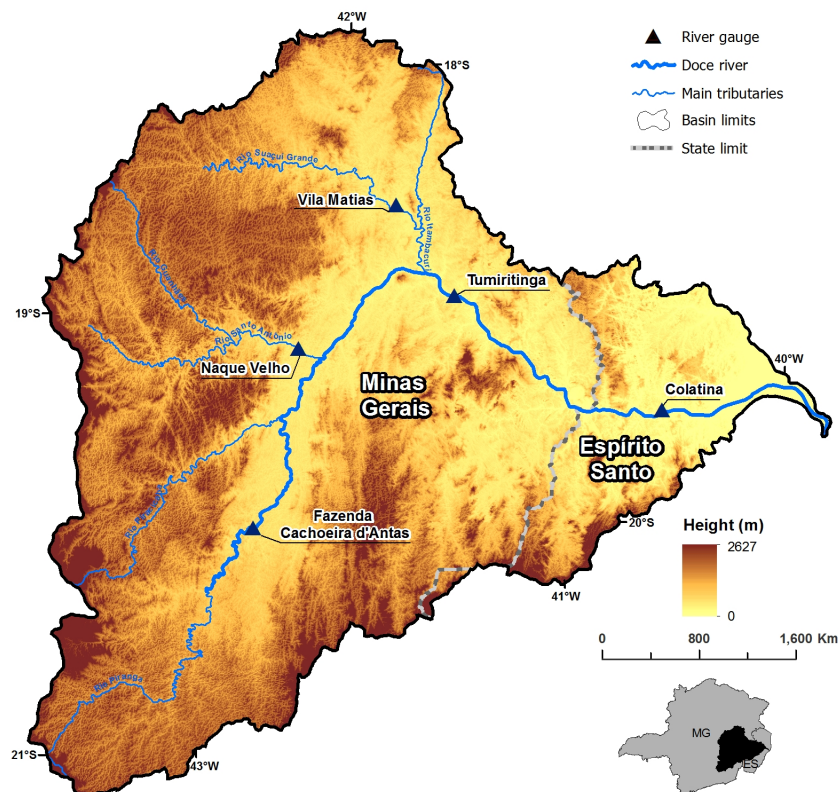 42°W
18°S
River gauge
Doce river
Main tributaries
Basin limits
State limit
Rio Suaçui Grande
Vila Matias
Rio Itambacuri
Tumiritinga
19°S
Rio Santo Antônio
Naque Velho
Minas
Gerais
40°W
Colatina
Espírito
Santo
Fazenda
Cachoeira d'Antas
20°S
Height (m)
2627
0
41°W
0 800 1,600 Km
Rio Piranga
21°S
43°W
MG
ES